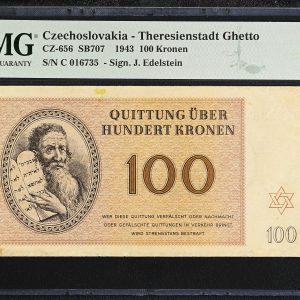 MG
GUARANTY
Czechoslovakia - Theresienstadt Ghetto
CZ-656 SB707 1943 100 Kronen
S/N C 016735 - Sign. J. Edelstein
QUITTUNG ÜBER
HUNDERT KRONEN
100
WER DIESE QUITTUNG VERFÄLSCHT ODER NACHMACHT
ODER GEFÄLSCHTE QUITTUNGEN IN VERKEHR BRINGT,
WIRD STRENGSTENS BESTRAFT.
100